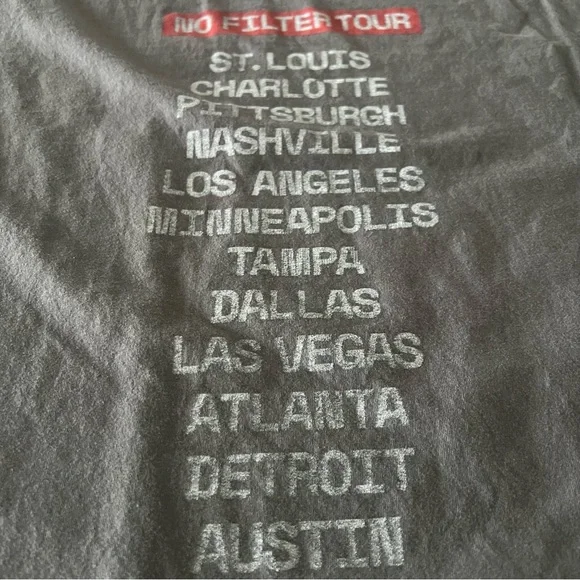 NO FILTER TOUR
ST. LOUIS
CHARLOTTE
PITTSBURGH
NASHVILLE
LOS ANGELES
MINNEAPOLIS
TAMPA
DALLAS
LAS VEGAS
ATLANTA
DETROIT
AUSTIN